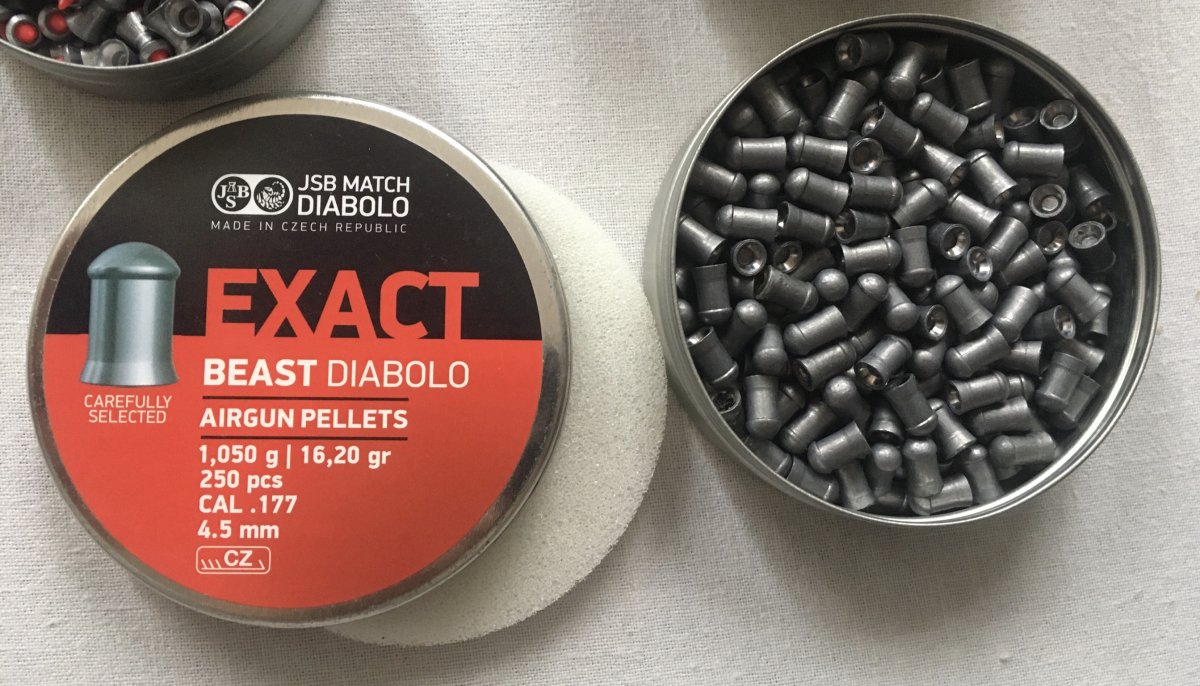 JSB
JSB MATCH
DIABOLO
MADE IN CZECH REPUBLIC
EXACT
BEAST DIABOLO
CAREFULLY
SELECTED
AIRGUN PELLETS
1,050 g | 16,20 gr
250 pcs
CAL .177
4.5 mm
CZ